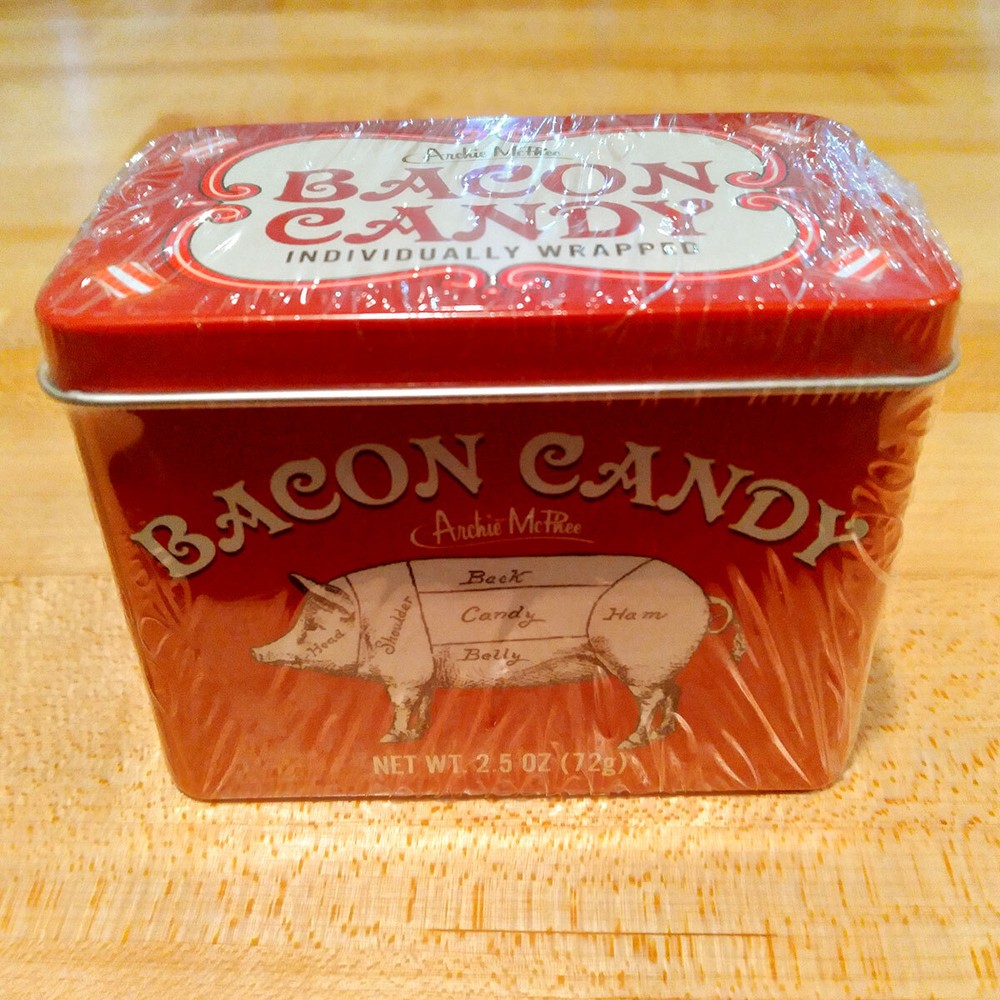 Archie McPhee
BACON
CANDY
INDIVIDUALLY WRAPPED
BACON CANDY
Archie McPhee
Back
Head
Shoulder
Candy
Ham
Belly
NET WT. 2.5 OZ (72g)